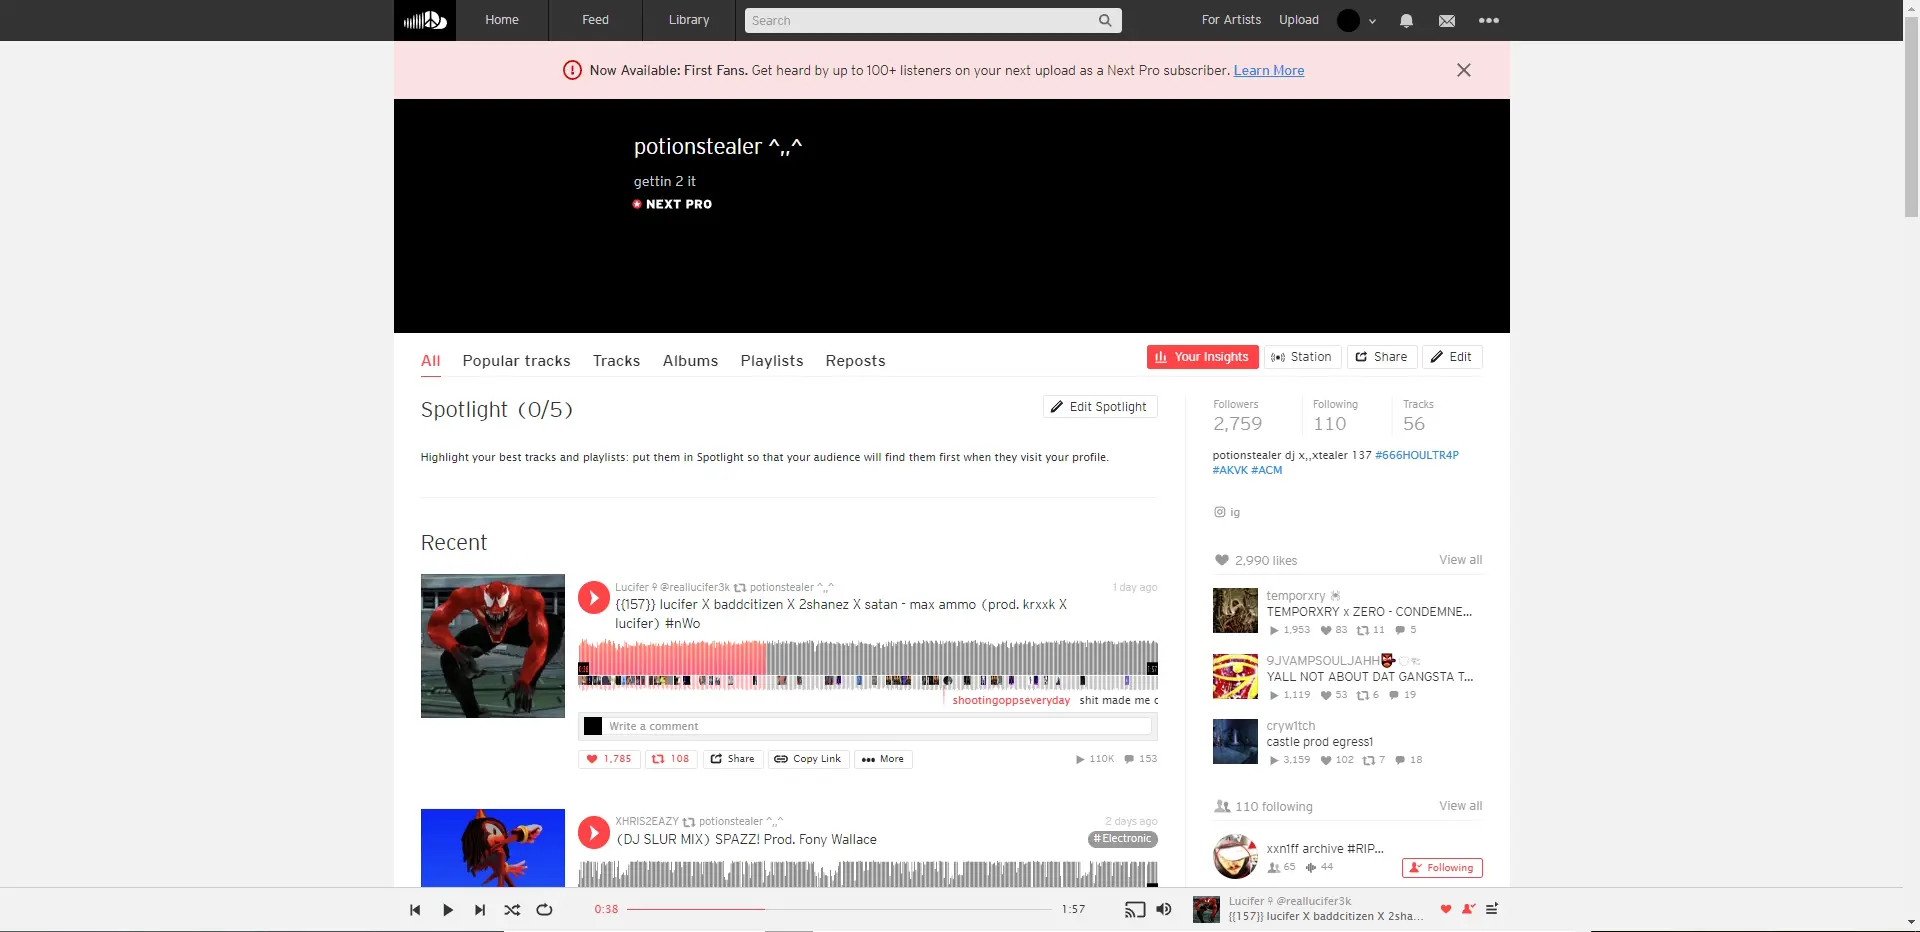 Home
Feed
Library
Search
For Artists
Upload
Now Available: First Fans. Get heard by up to 100+ listeners on your next upload as a Next Pro subscriber. Learn More
potionstealer ^,,^
gettin 2 it
NEXT PRO
All
Popular tracks
Tracks
Albums
Playlists
Reposts
Your Insights
Station
Share
Edit
Spotlight (0/5)
Edit Spotlight
Highlight your best tracks and playlists: put them in Spotlight so that your audience will find them first when they visit your profile.
Recent
Lucifer♀@reallucifer3k potionstealer ^,,^
1 day ago
{{157}} lucifer X baddcitizen X 2shanez X satan - max ammo (prod. krxxk X
lucifer) #nWo
0:38
1:57
shootingoppseveryday shit made me c
Write a comment
1,785
108
Share
Copy Link
More
110K
153
XHRIS2EAZY potionstealer ^,,^
2 days ago
(DJ SLUR MIX) SPAZZ! Prod. Fony Wallace
# Electronic
Followers
2,759
Following
110
Tracks
56
potionstealer dj x,,xtealer 137 #666HOULTR4P
#AKVK #ACM
ig
2,990 likes
View all
temporxry
TEMPORXRY x ZERO - CONDEMNE...
1,953 83 11 5
9JVAMPSOULJAHH
YALL NOT ABOUT DAT GANGSTA T...
1,119 53 6 19
cryw1tch
castle prod egress1
3,159 102 7 18
110 following
View all
xxn1ff archive #RIP...
65 44
Following
0:38
1:57
Lucifer♀@reallucifer3k
{{157}} lucifer X baddcitizen X 2sha...